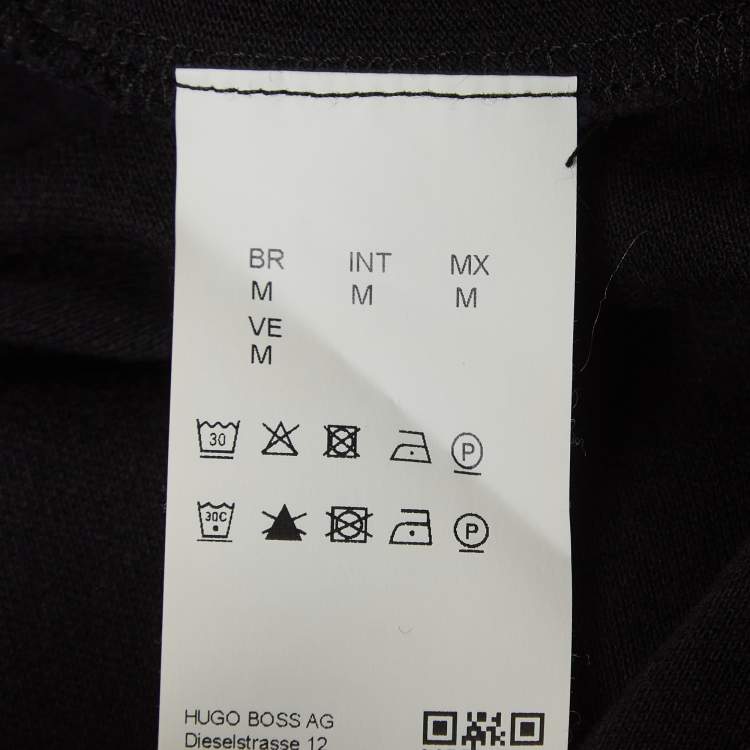 BR INT MX
M M M
VE
M
30 P
30C P
HUGO BOSS AG
Dieselstrasse 12